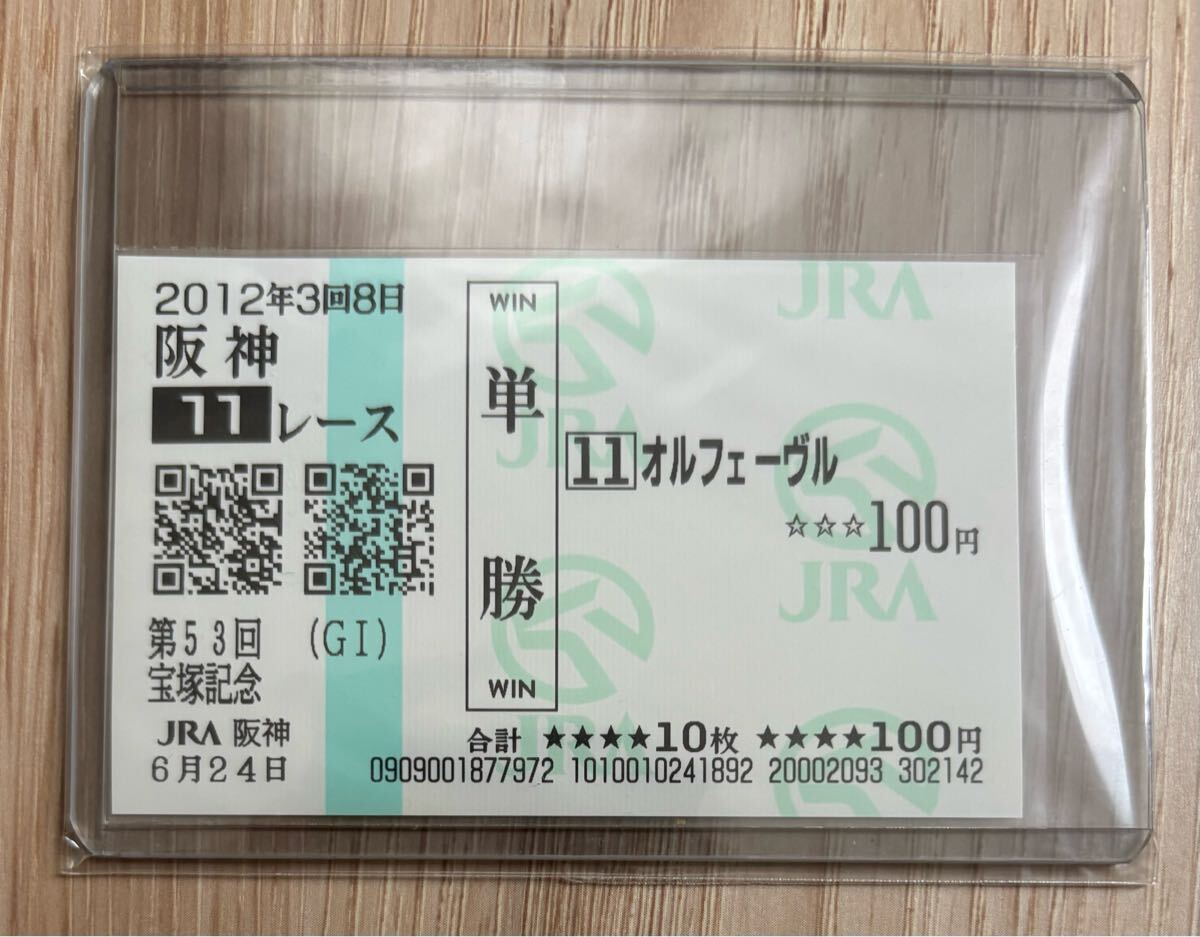 2012年3回8日
阪神
11レース
第53回 (GI)
宝塚記念
JRA 阪神
6月24日
WIN
単勝
WIN
11オルフェーヴル
☆☆☆100円
合計 ★★★★10枚 ★★★★100円
0909001877972 1010010241892 20002093 302142
JRA
JRA
JRA
JRA